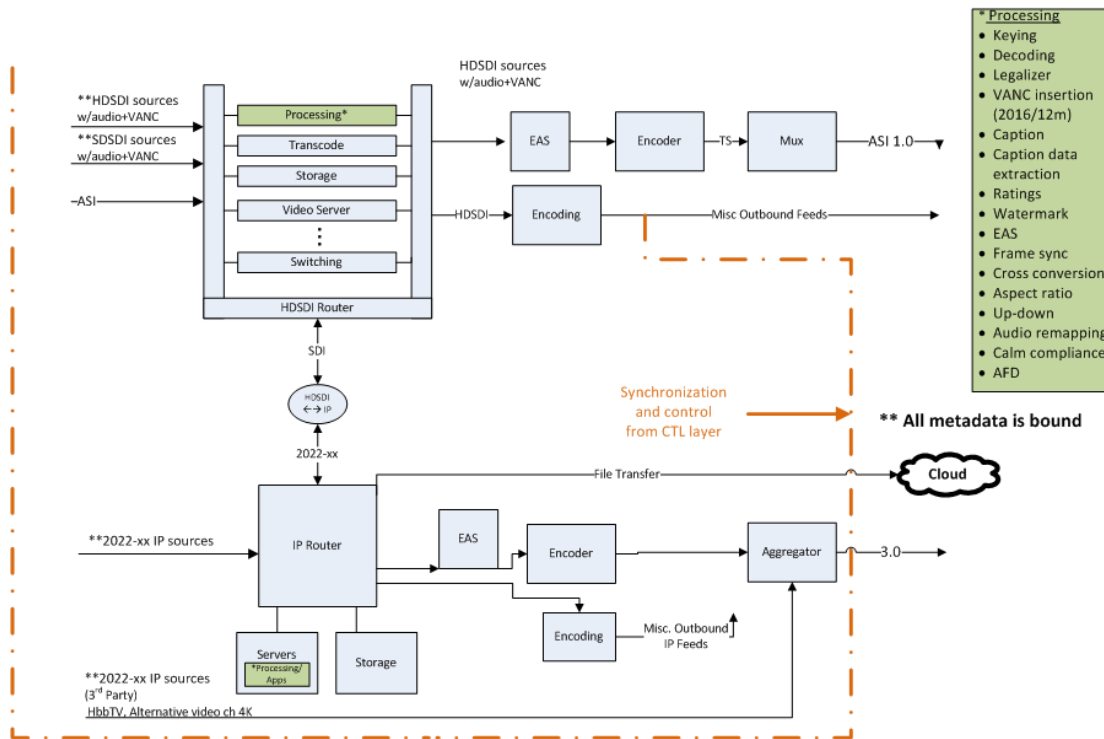 * Processing
• Keying
• Decoding
• Legalizer
• VANC insertion
(2016/12m)
• Caption
• Caption data
extraction
• Ratings
• Watermark
• EAS
• Frame sync
• Cross conversion
• Aspect ratio
• Up-down
• Audio remapping
• Calm compliance
• AFD
HDSDI sources
w/audio+VANC
**HDSDI sources
w/audio+VANC
**SDSDI sources
w/audio+VANC
ASI
Processing*
Transcode
Storage
Video Server
Switching
HDSDI Router
EAS
Encoder
TS
Mux
ASI 1.0
HDSDI
Encoding
Misc Outbound Feeds
SDI
HDSDI
←→ IP
2022-xx
Synchronization
and control
from CTL layer
** All metadata is bound
File Transfer
Cloud
**2022-xx IP sources
IP Router
EAS
Encoder
Aggregator
3.0
Encoding
Misc. Outbound
IP Feeds
Servers
*Processing/
Apps
Storage
**2022-xx IP sources
(3rd Party)
HbbTV, Alternative video ch 4K